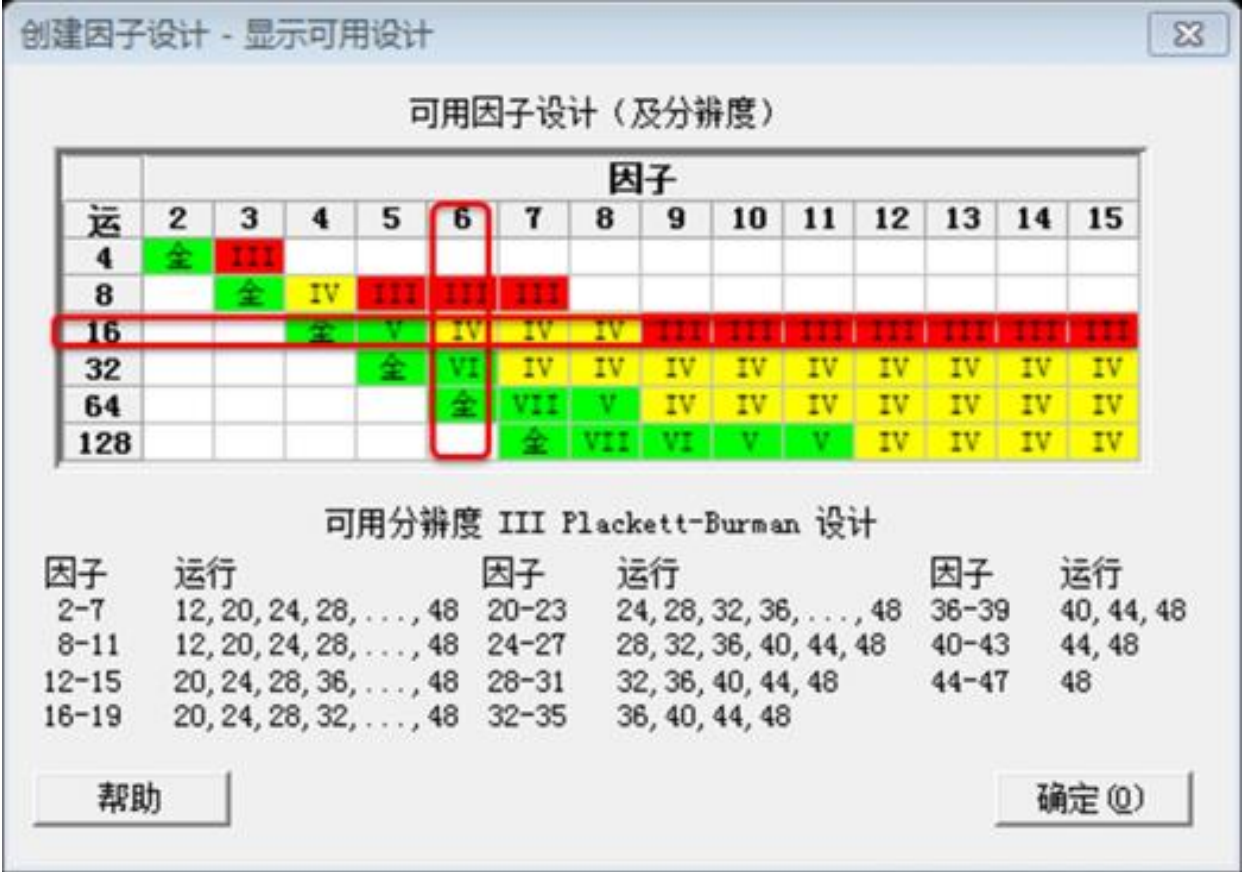 创建因子设计 - 显示可用设计
可用因子设计（及分辨度）
因子
运 2 3 4 5 6 7 8 9 10 11 12 13 14 15
4 全 III
8 全 IV III III III
16 全 V IV IV IV III III III III III III III
32 全 VI IV IV IV IV IV IV IV IV IV
64 全 VII V IV IV IV IV IV IV IV
128 全 VII VI V V IV IV IV IV
可用分辨度 III Plackett-Burman 设计
因子 运行 因子 运行 因子 运行
2-7 12,20,24,28,...,48 20-23 24,28,32,36,...,48 36-39 40,44,48
8-11 12,20,24,28,...,48 24-27 28,32,36,40,44,48 40-43 44,48
12-15 20,24,28,36,...,48 28-31 32,36,40,44,48 44-47 48
16-19 20,24,28,32,...,48 32-35 36,40,44,48
帮助 确定(O)